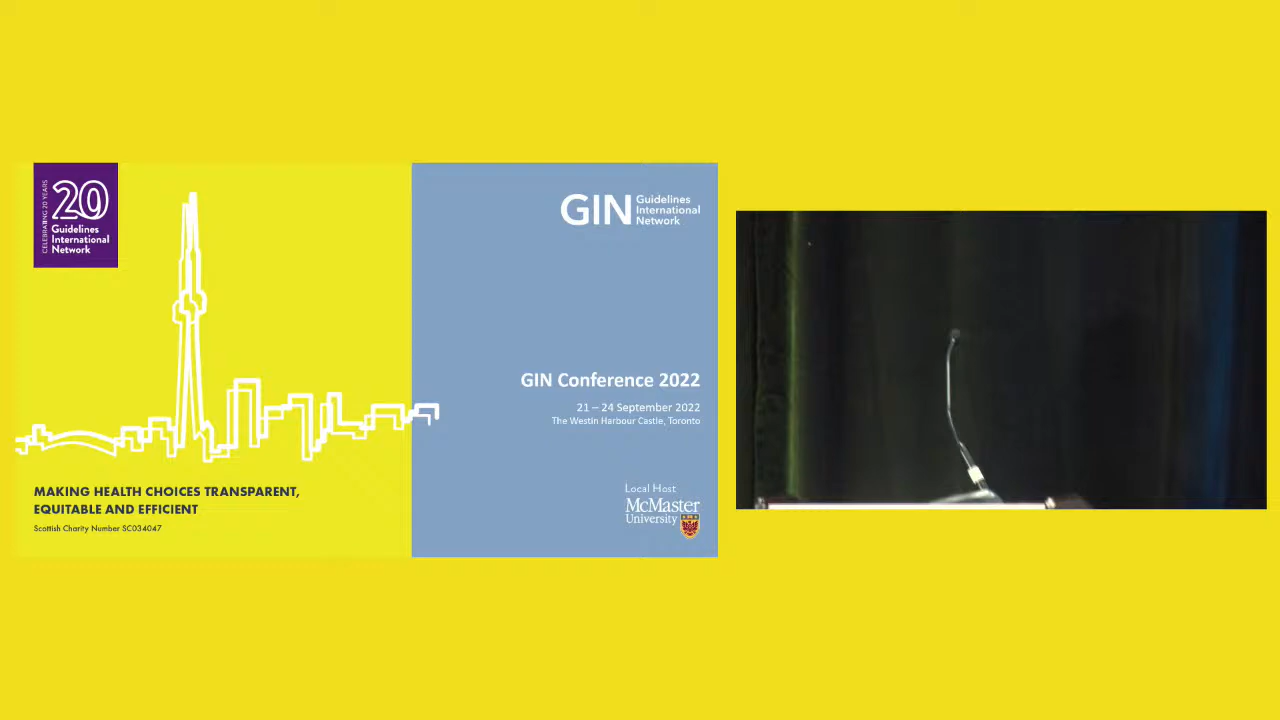 CELEBRATING 20 YEARS
20
Guidelines
International
Network
MAKING HEALTH CHOICES TRANSPARENT,
EQUITABLE AND EFFICIENT
Scottish Charity Number SC034047
GIN Guidelines
International
Network
GIN Conference 2022
21 – 24 September 2022
The Westin Harbour Castle, Toronto
Local Host
McMaster
University